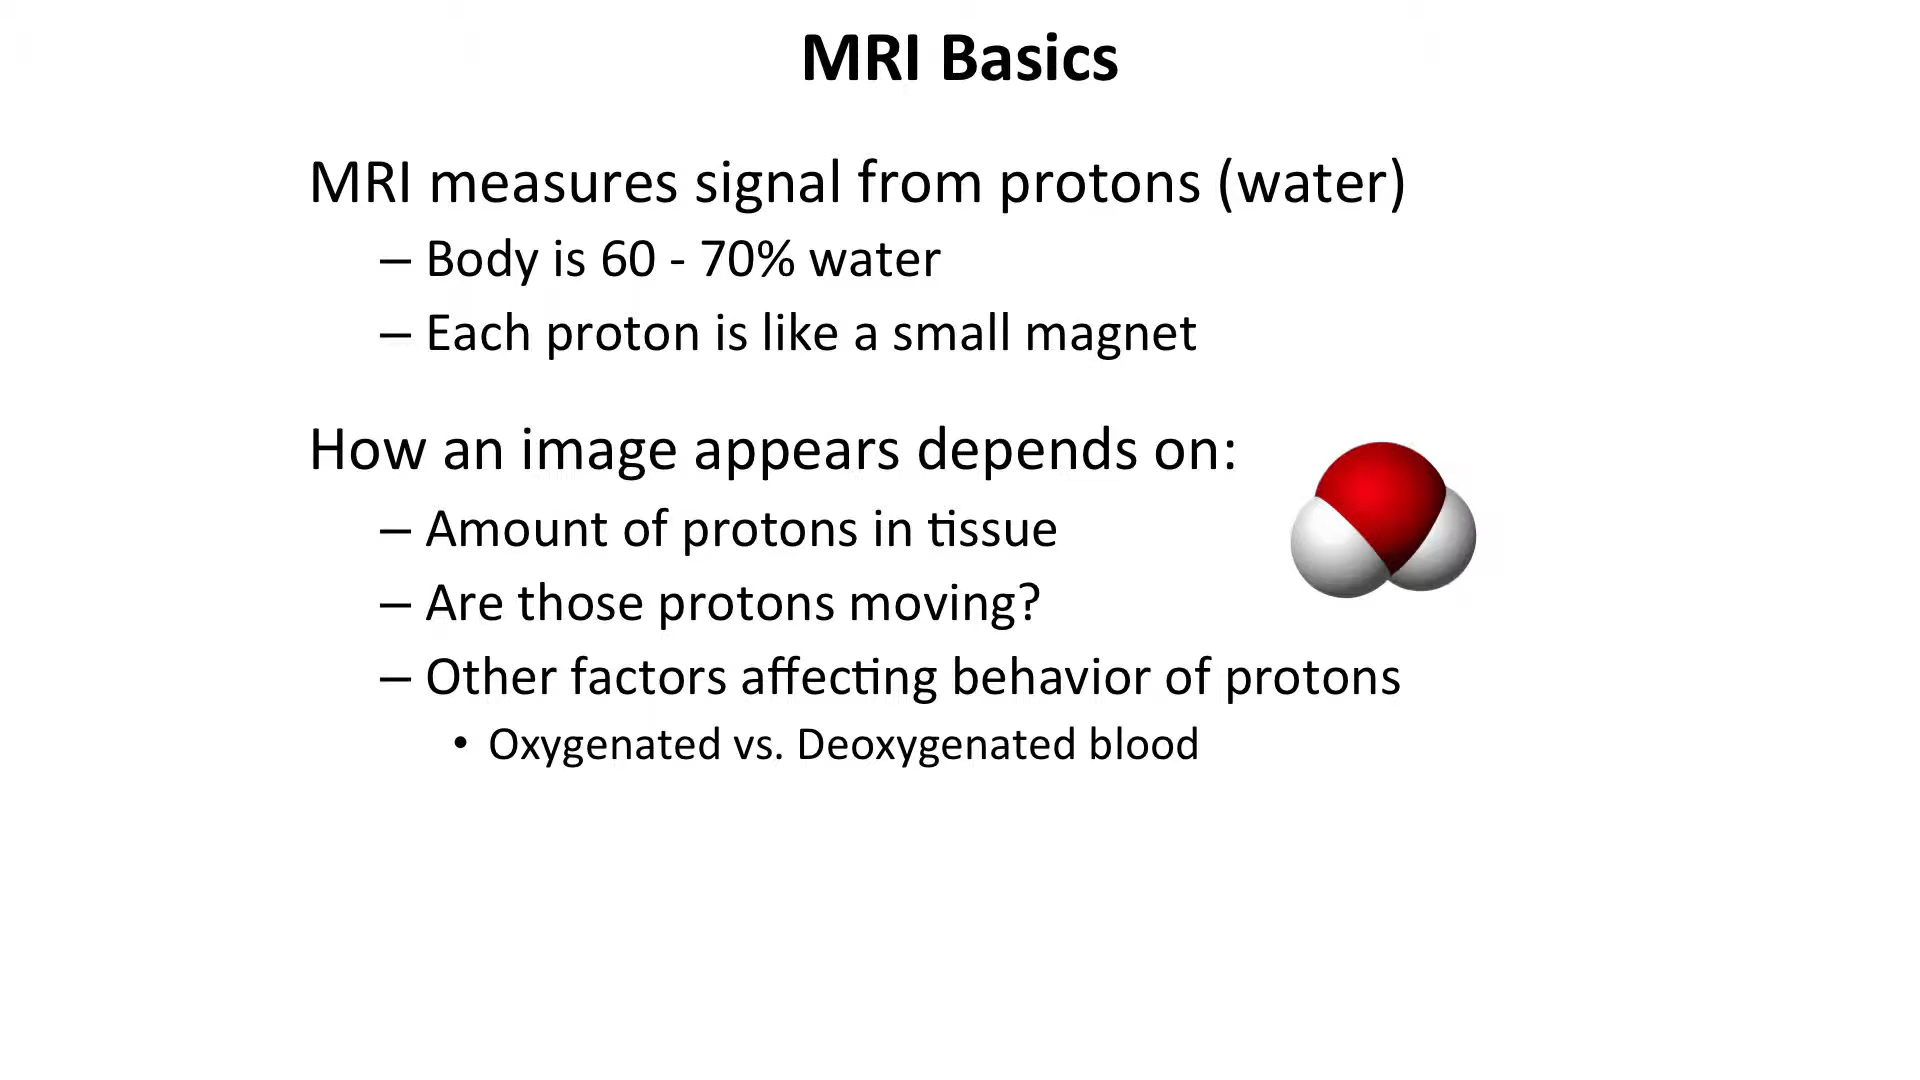 MRI Basics
MRI measures signal from protons (water)
– Body is 60 - 70% water
– Each proton is like a small magnet
How an image appears depends on:
– Amount of protons in tissue
– Are those protons moving?
– Other factors affecting behavior of protons
• Oxygenated vs. Deoxygenated blood